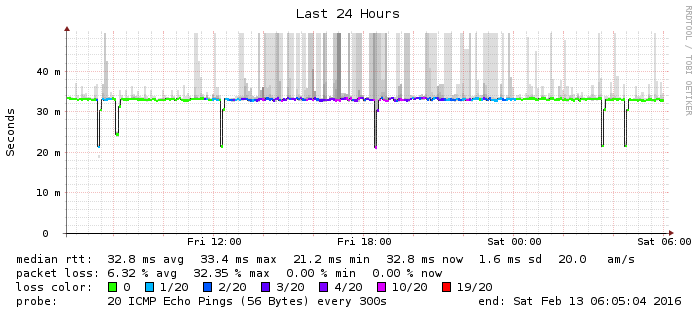 Last 24 Hours
RRDTOOL / TOBI OETIKER
Seconds
40 m
30 m
20 m
10 m
0
Fri 12:00 Fri 18:00 Sat 00:00 Sat 06:00
median rtt: 32.8 ms avg 33.4 ms max 21.2 ms min 32.8 ms now 1.6 ms sd 20.0 am/s
packet loss: 6.32 % avg 32.35 % max 0.00 % min 0.00 % now
loss color: 0 1/20 2/20 3/20 4/20 10/20 19/20
probe: 20 ICMP Echo Pings (56 Bytes) every 300s end: Sat Feb 13 06:05:04 2016